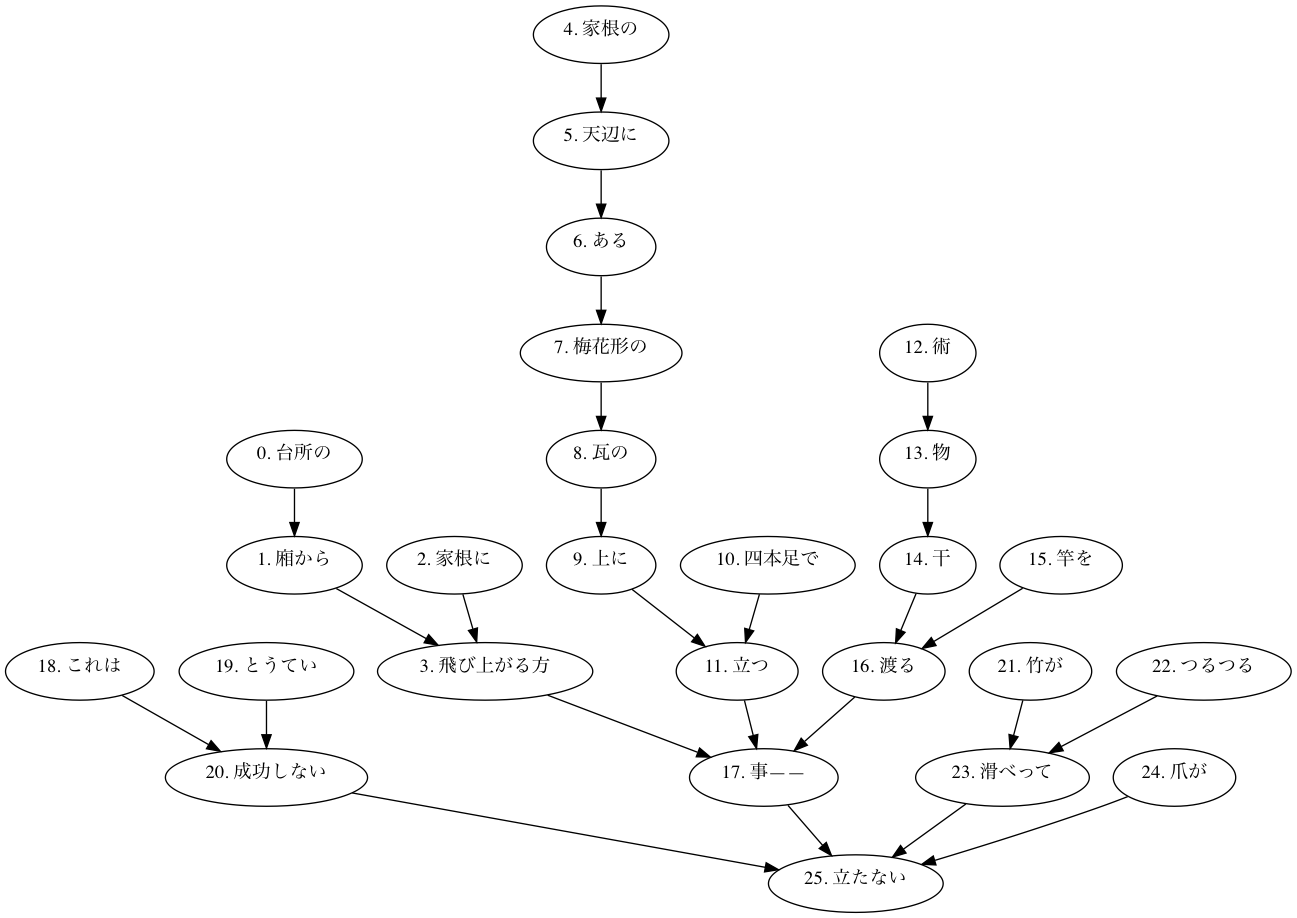 4. 家根の
5. 天辺に
6. ある
7. 梅花形の
12. 術
0. 台所の
8. 瓦の
13. 物
1. 廂から
2. 家根に
9. 上に
10. 四本足で
14. 干
15. 竿を
18. これは
19. とうてい
3. 飛び上がる方
11. 立つ
16. 渡る
21. 竹が
22. つるつる
20. 成功しない
17. 事――
23. 滑べって
24. 爪が
25. 立たない